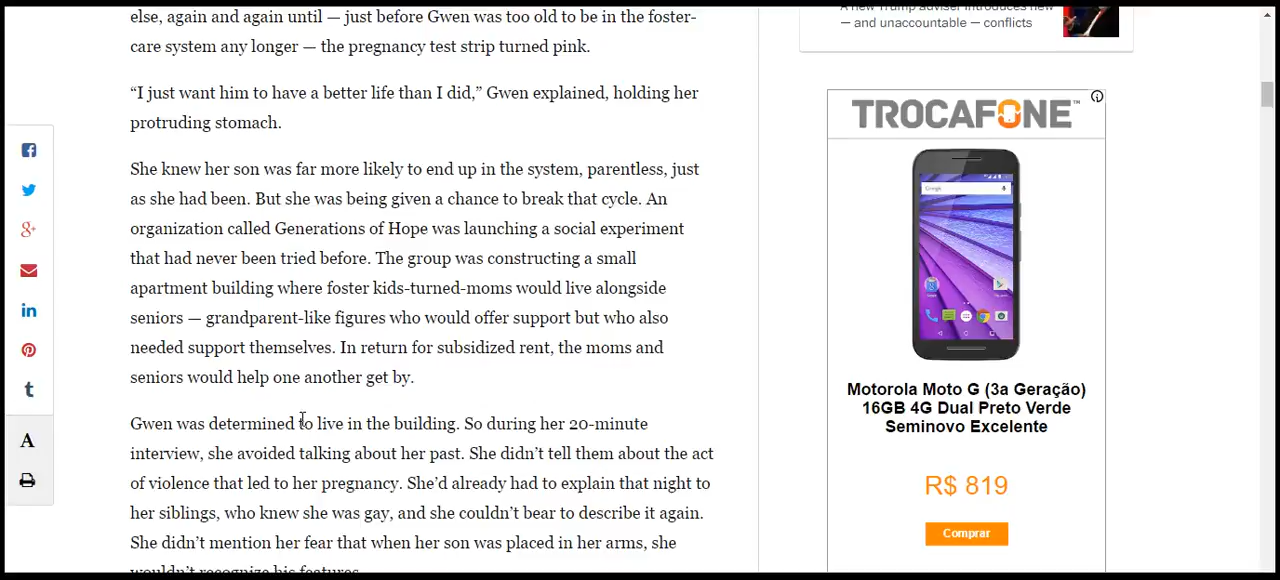 else, again and again until — just before Gwen was too old to be in the foster-
care system any longer — the pregnancy test strip turned pink.
“I just want him to have a better life than I did,” Gwen explained, holding her
protruding stomach.
She knew her son was far more likely to end up in the system, parentless, just
as she had been. But she was being given a chance to break that cycle. An
organization called Generations of Hope was launching a social experiment
that had never been tried before. The group was constructing a small
apartment building where foster kids-turned-moms would live alongside
seniors — grandparent-like figures who would offer support but who also
needed support themselves. In return for subsidized rent, the moms and
seniors would help one another get by.
Gwen was determined to live in the building. So during her 20-minute
interview, she avoided talking about her past. She didn’t tell them about the act
of violence that led to her pregnancy. She’d already had to explain that night to
her siblings, who knew she was gay, and she couldn’t bear to describe it again.
She didn’t mention her fear that when her son was placed in her arms, she
wouldn’t recognize his features.
A new Trump adviser introduces new
— and unaccountable — conflicts
TROCAFONE™
Google
Motorola Moto G (3a Geração)
16GB 4G Dual Preto Verde
Seminovo Excelente
R$ 819
Comprar
A